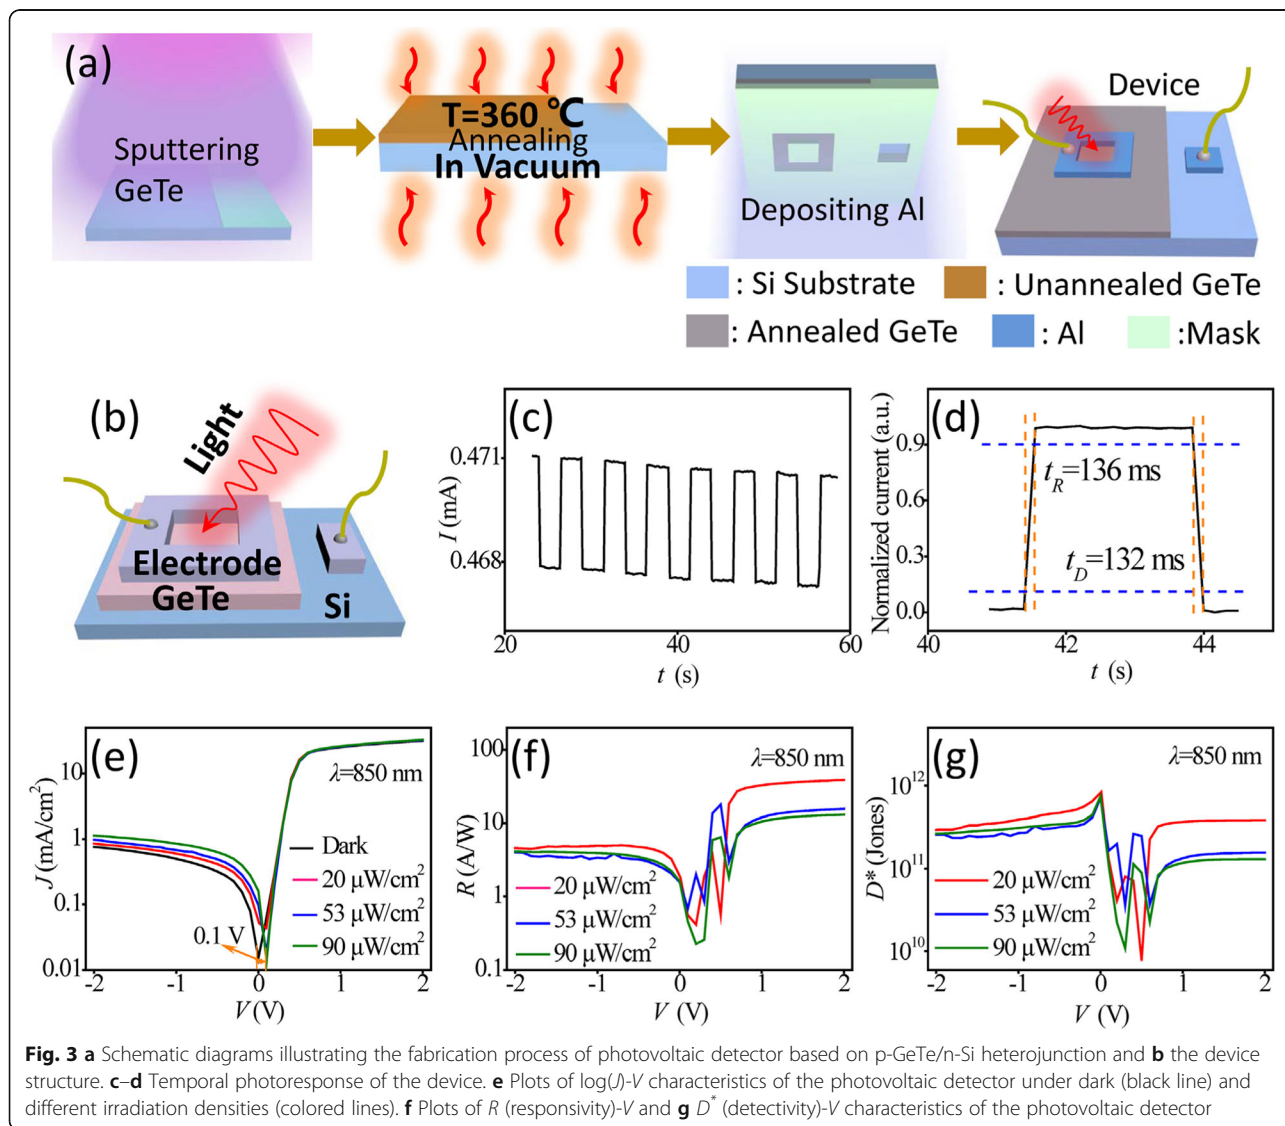 (a)
Sputtering
GeTe
T=360 ℃
Annealing
In Vacuum
Depositing Al
Device
: Si Substrate
: Unannealed GeTe
: Annealed GeTe
: Al
:Mask
(b)
Light
Electrode
GeTe
Si
(c)
I (mA)
0.471
0.468
20
40
60
t (s)
(d)
Normalized current (a.u.)
0.9
0.6
0.3
0.0
t_R=136 ms
t_D=132 ms
40
42
44
t (s)
(e)
λ=850 nm
J (mA/cm²)
10
1
0.1
0.01
Dark
20 µW/cm²
53 µW/cm²
90 µW/cm²
0.1 V
-2
-1
0
1
2
V (V)
(f)
λ=850 nm
R (A/W)
100
10
1
0.1
20 µW/cm²
53 µW/cm²
90 µW/cm²
-2
-1
0
1
2
V (V)
(g)
λ=850 nm
D* (Jones)
10¹²
10¹¹
10¹⁰
20 µW/cm²
53 µW/cm²
90 µW/cm²
-2
-1
0
1
2
V (V)
Fig. 3 a Schematic diagrams illustrating the fabrication process of photovoltaic detector based on p-GeTe/n-Si heterojunction and b the device
structure. c–d Temporal photoresponse of the device. e Plots of log(J)-V characteristics of the photovoltaic detector under dark (black line) and
different irradiation densities (colored lines). f Plots of R (responsivity)-V and g D* (detectivity)-V characteristics of the photovoltaic detector